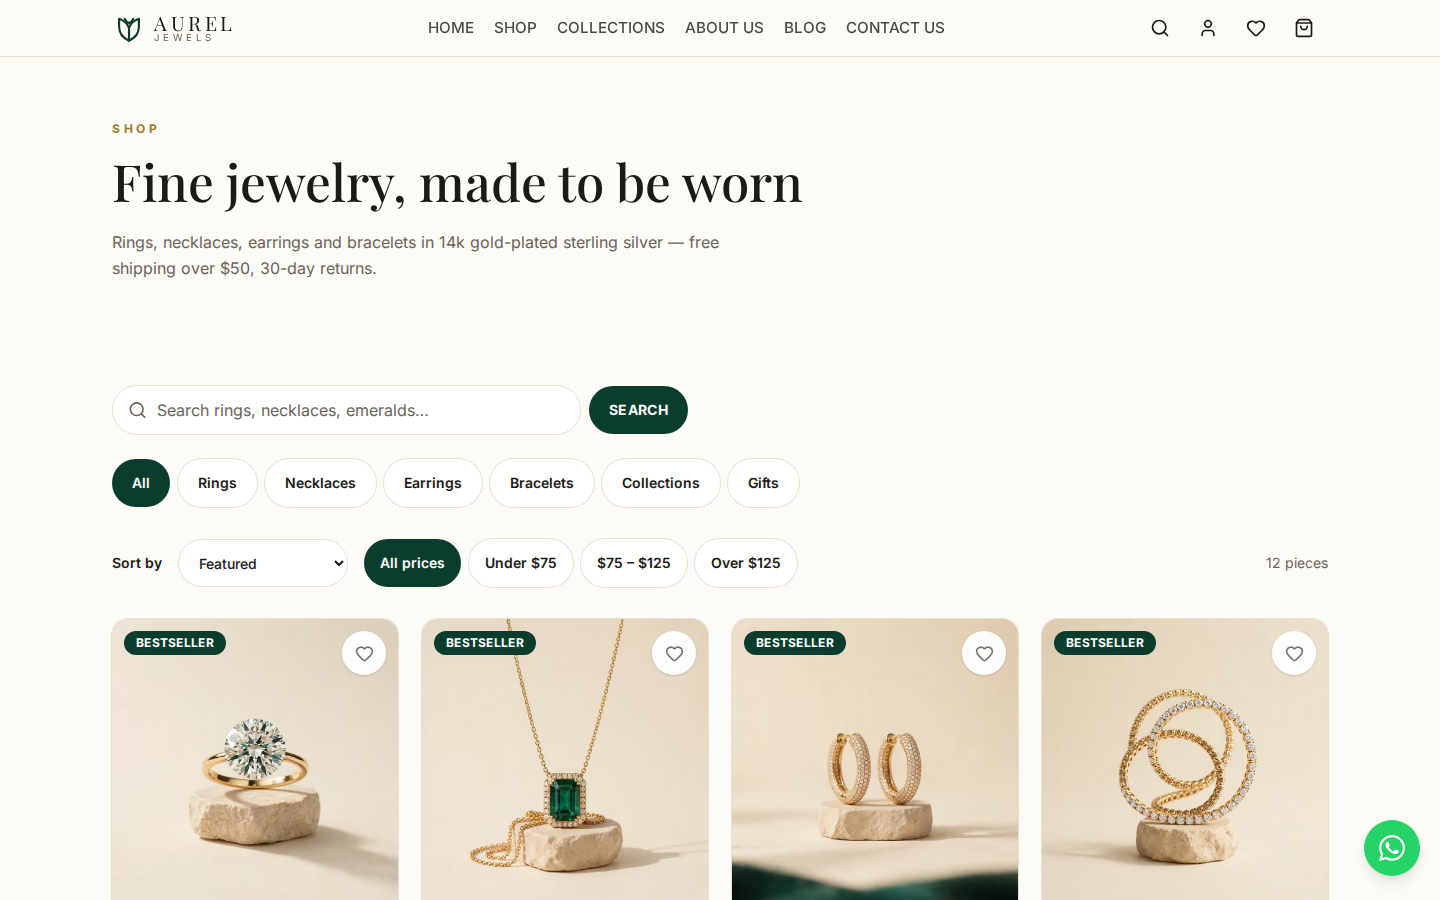 AUREL
JEWELS
HOME SHOP COLLECTIONS ABOUT US BLOG CONTACT US
SHOP
Fine jewelry, made to be worn
Rings, necklaces, earrings and bracelets in 14k gold-plated sterling silver — free
shipping over $50, 30-day returns.
Search rings, necklaces, emeralds...
SEARCH
All Rings Necklaces Earrings Bracelets Collections Gifts
Sort by Featured All prices Under $75 $75 – $125 Over $125 12 pieces
BESTSELLER BESTSELLER BESTSELLER BESTSELLER